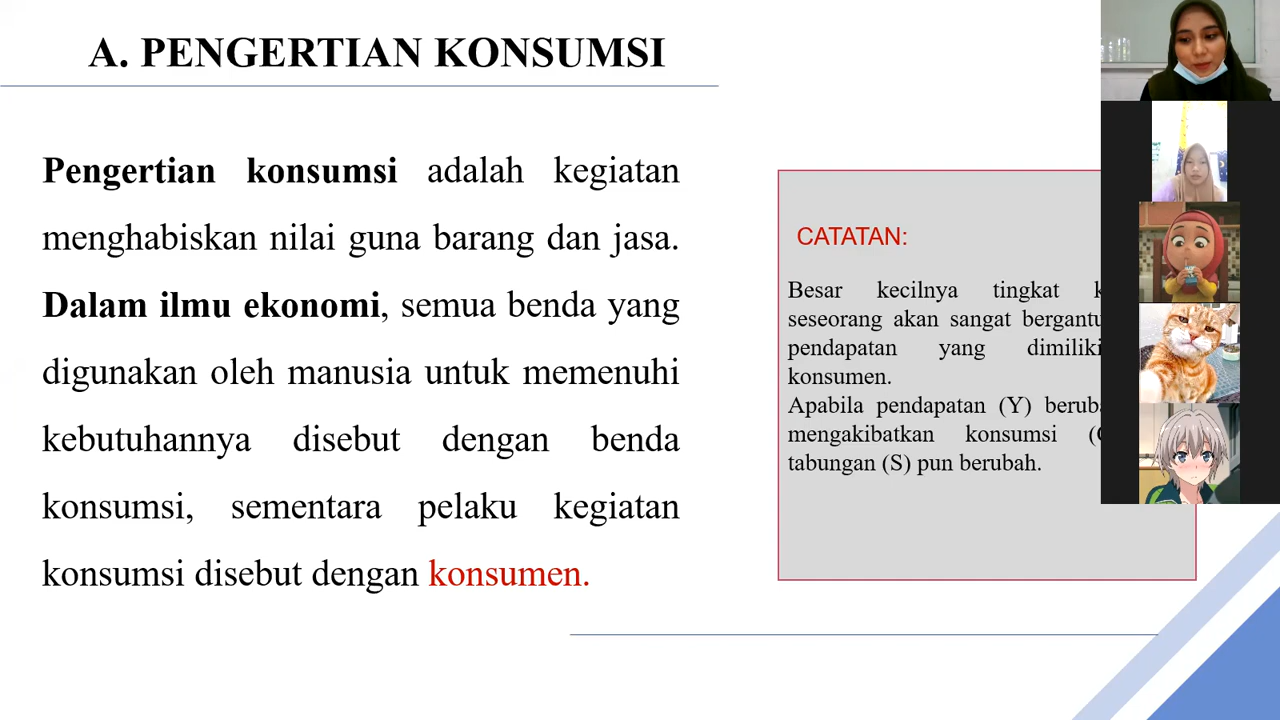 A. PENGERTIAN KONSUMSI
Pengertian konsumsi adalah kegiatan
menghabiskan nilai guna barang dan jasa.
Dalam ilmu ekonomi, semua benda yang
digunakan oleh manusia untuk memenuhi
kebutuhannya disebut dengan benda
konsumsi, sementara pelaku kegiatan
konsumsi disebut dengan konsumen.
CATATAN:
Besar kecilnya tingkat
seseorang akan sangat
pendapatan yang
konsumen.
Apabila pendapatan (Y)
mengakibatkan konsumsi
tabungan (S) pun berubah.